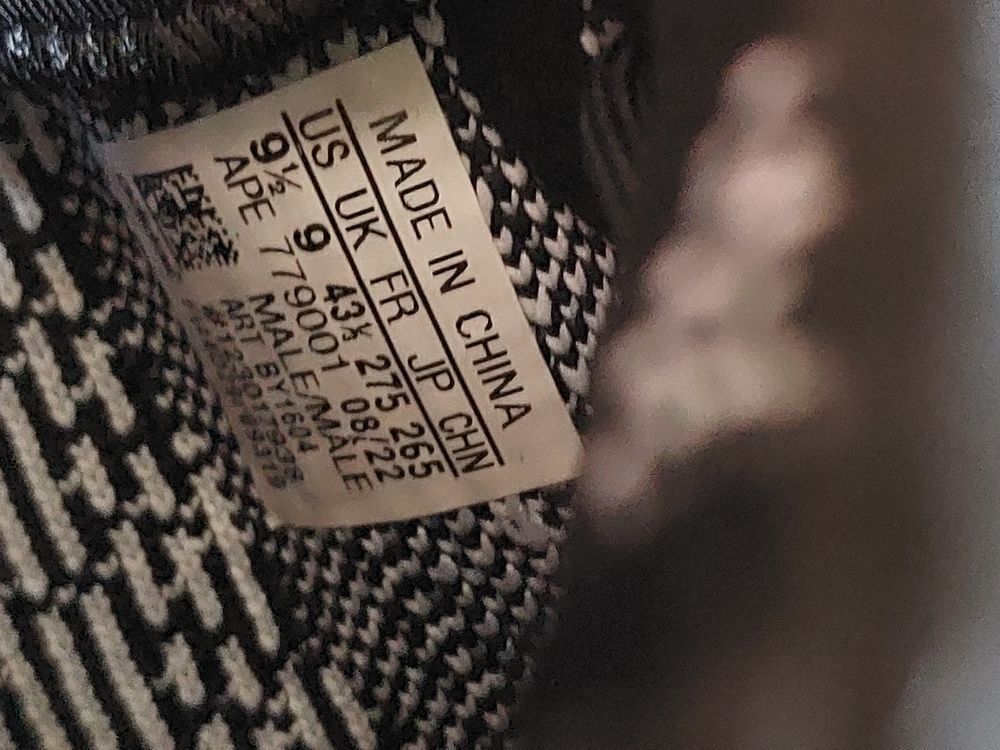 MADE IN CHINA
US UK FR JP CHN
9½ 9 43⅓ 275 265
APE 779001 08/22
MALE/MALE
ART BY1604